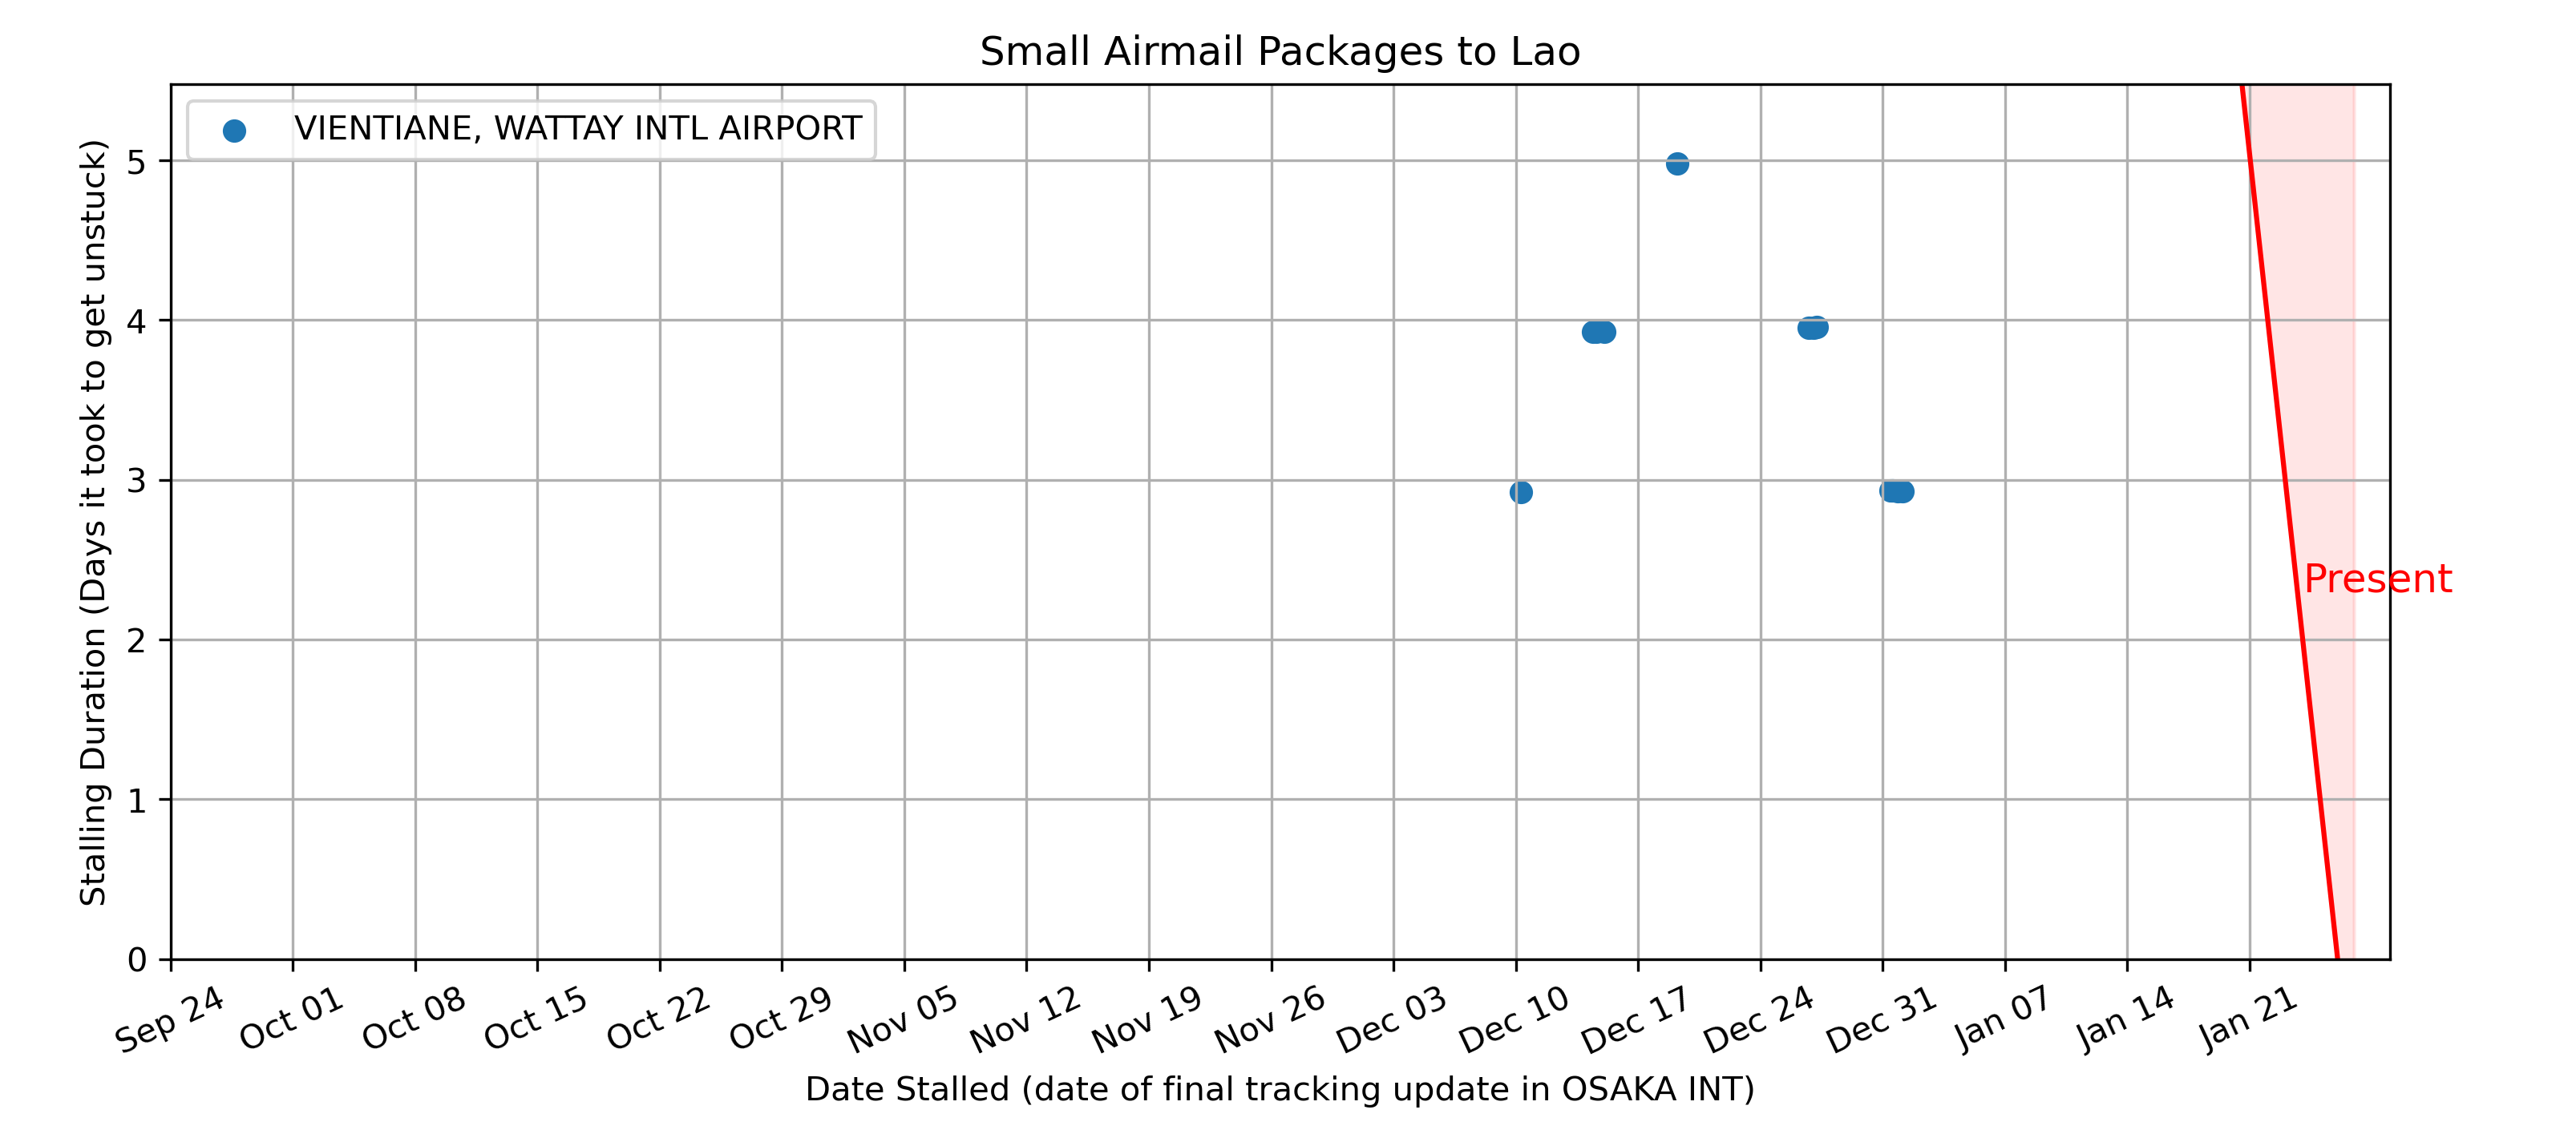 Small Airmail Packages to Lao
VIENTIANE, WATTAY INTL AIRPORT
Stalling Duration (Days it took to get unstuck)
5
4
3
2
1
0
Present
Sep 24
Oct 01
Oct 08
Oct 15
Oct 22
Oct 29
Nov 05
Nov 12
Nov 19
Nov 26
Dec 03
Dec 10
Dec 17
Dec 24
Dec 31
Jan 07
Jan 14
Jan 21
Date Stalled (date of final tracking update in OSAKA INT)